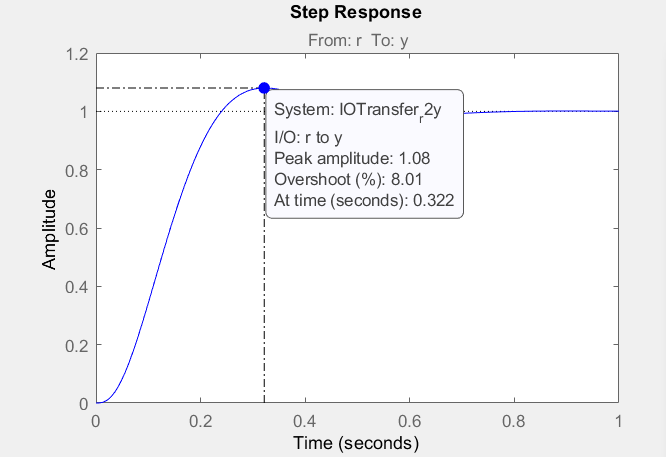 Step Response
From: r To: y
1.2
1
0.8
0.6
0.4
0.2
0
Amplitude
System: IOTransferr2y
I/O: r to y
Peak amplitude: 1.08
Overshoot (%): 8.01
At time (seconds): 0.322
0
0.2
0.4
0.6
0.8
1
Time (seconds)